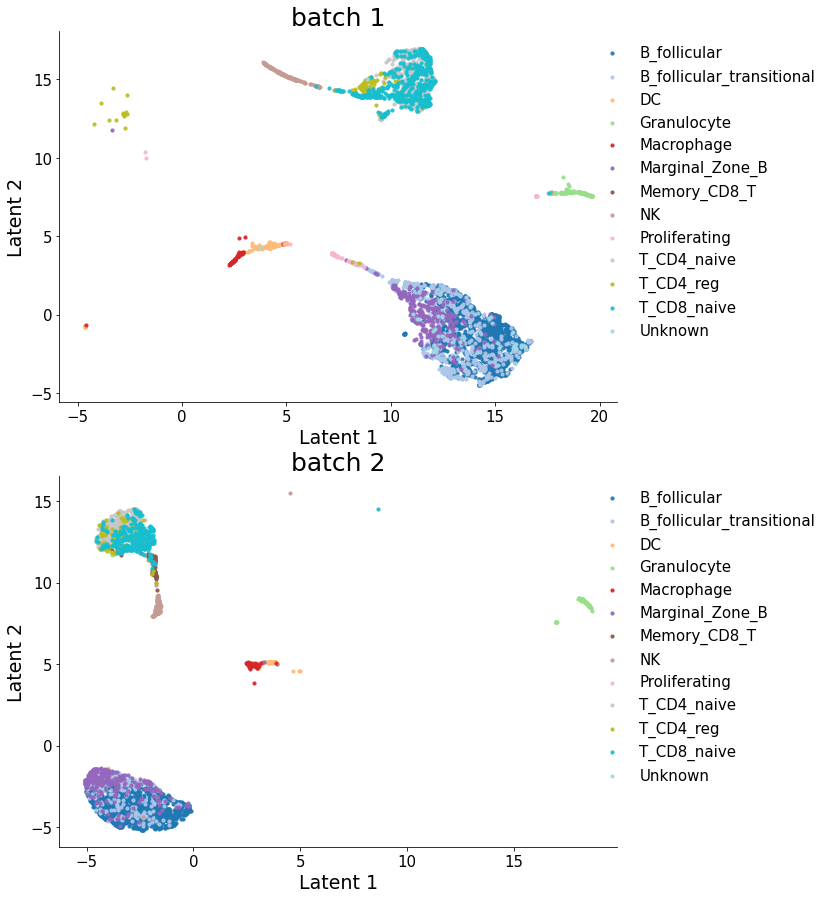 batch 1
15
10
5
0
−5
Latent 2
−5
0
5
10
15
20
Latent 1
B_follicular
B_follicular_transitional
DC
Granulocyte
Macrophage
Marginal_Zone_B
Memory_CD8_T
NK
Proliferating
T_CD4_naive
T_CD4_reg
T_CD8_naive
Unknown
batch 2
15
10
5
0
−5
Latent 2
−5
0
5
10
15
Latent 1
B_follicular
B_follicular_transitional
DC
Granulocyte
Macrophage
Marginal_Zone_B
Memory_CD8_T
NK
Proliferating
T_CD4_naive
T_CD4_reg
T_CD8_naive
Unknown